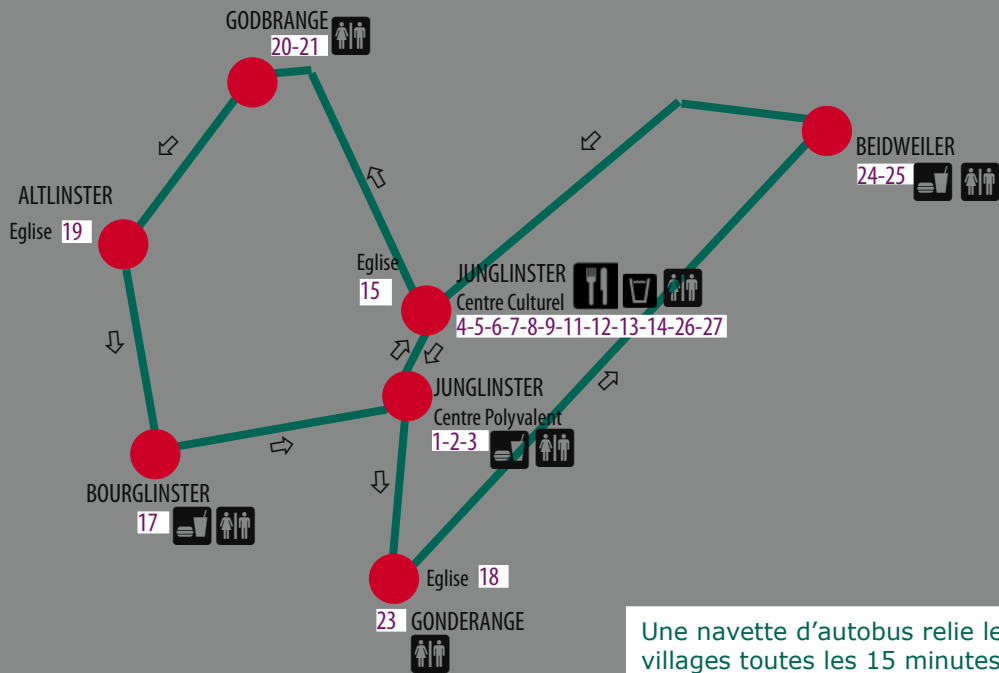 GODBRANGE
20-21
BEIDWEILER
24-25
ALTLINSTER
Eglise 19
Eglise
15
JUNGLINSTER
Centre Culturel
4-5-6-7-8-9-11-12-13-14-26-27
JUNGLINSTER
Centre Polyvalent
1-2-3
BOURGLINSTER
17
Eglise 18
23 GONDERANGE
Une navette d'autobus relie
villages toutes les 15 minutes